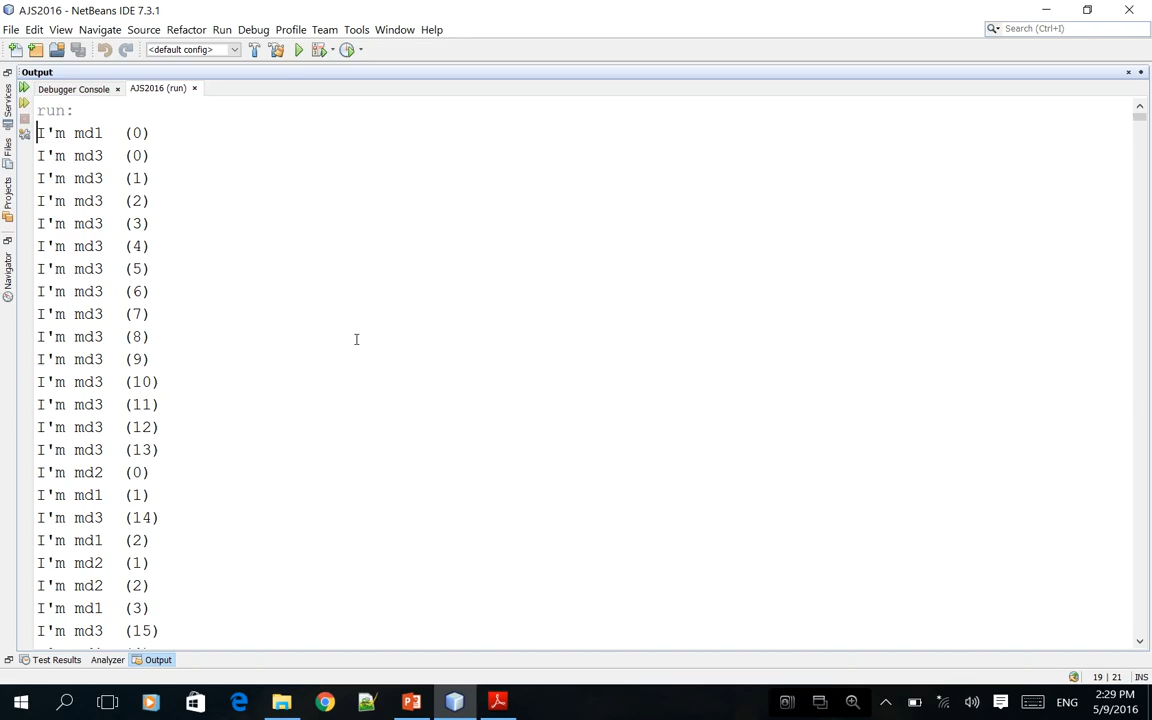 AJS2016 - NetBeans IDE 7.3.1
File Edit View Navigate Source Refactor Run Debug Profile Team Tools Window Help
Search (Ctrl+I)
<default config>
Output
Debugger Console
AJS2016 (run)
Services
Files
Projects
Navigator
run:
I'm md1 (0)
I'm md3 (0)
I'm md3 (1)
I'm md3 (2)
I'm md3 (3)
I'm md3 (4)
I'm md3 (5)
I'm md3 (6)
I'm md3 (7)
I'm md3 (8)
I'm md3 (9)
I'm md3 (10)
I'm md3 (11)
I'm md3 (12)
I'm md3 (13)
I'm md2 (0)
I'm md1 (1)
I'm md3 (14)
I'm md1 (2)
I'm md2 (1)
I'm md2 (2)
I'm md1 (3)
I'm md3 (15)
Test Results Analyzer Output
19 | 21 INS
ENG
2:29 PM
5/9/2016